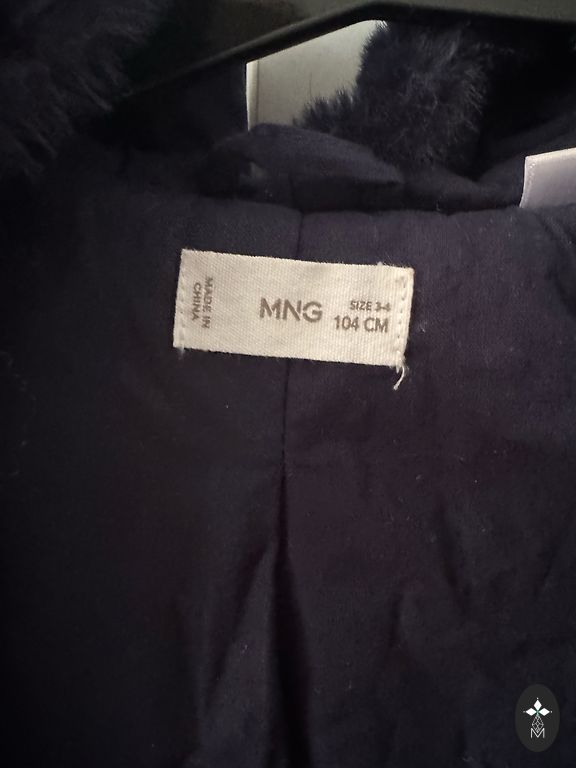 MADE IN
CHINA
MNG
SIZE 3-4
104 CM
M